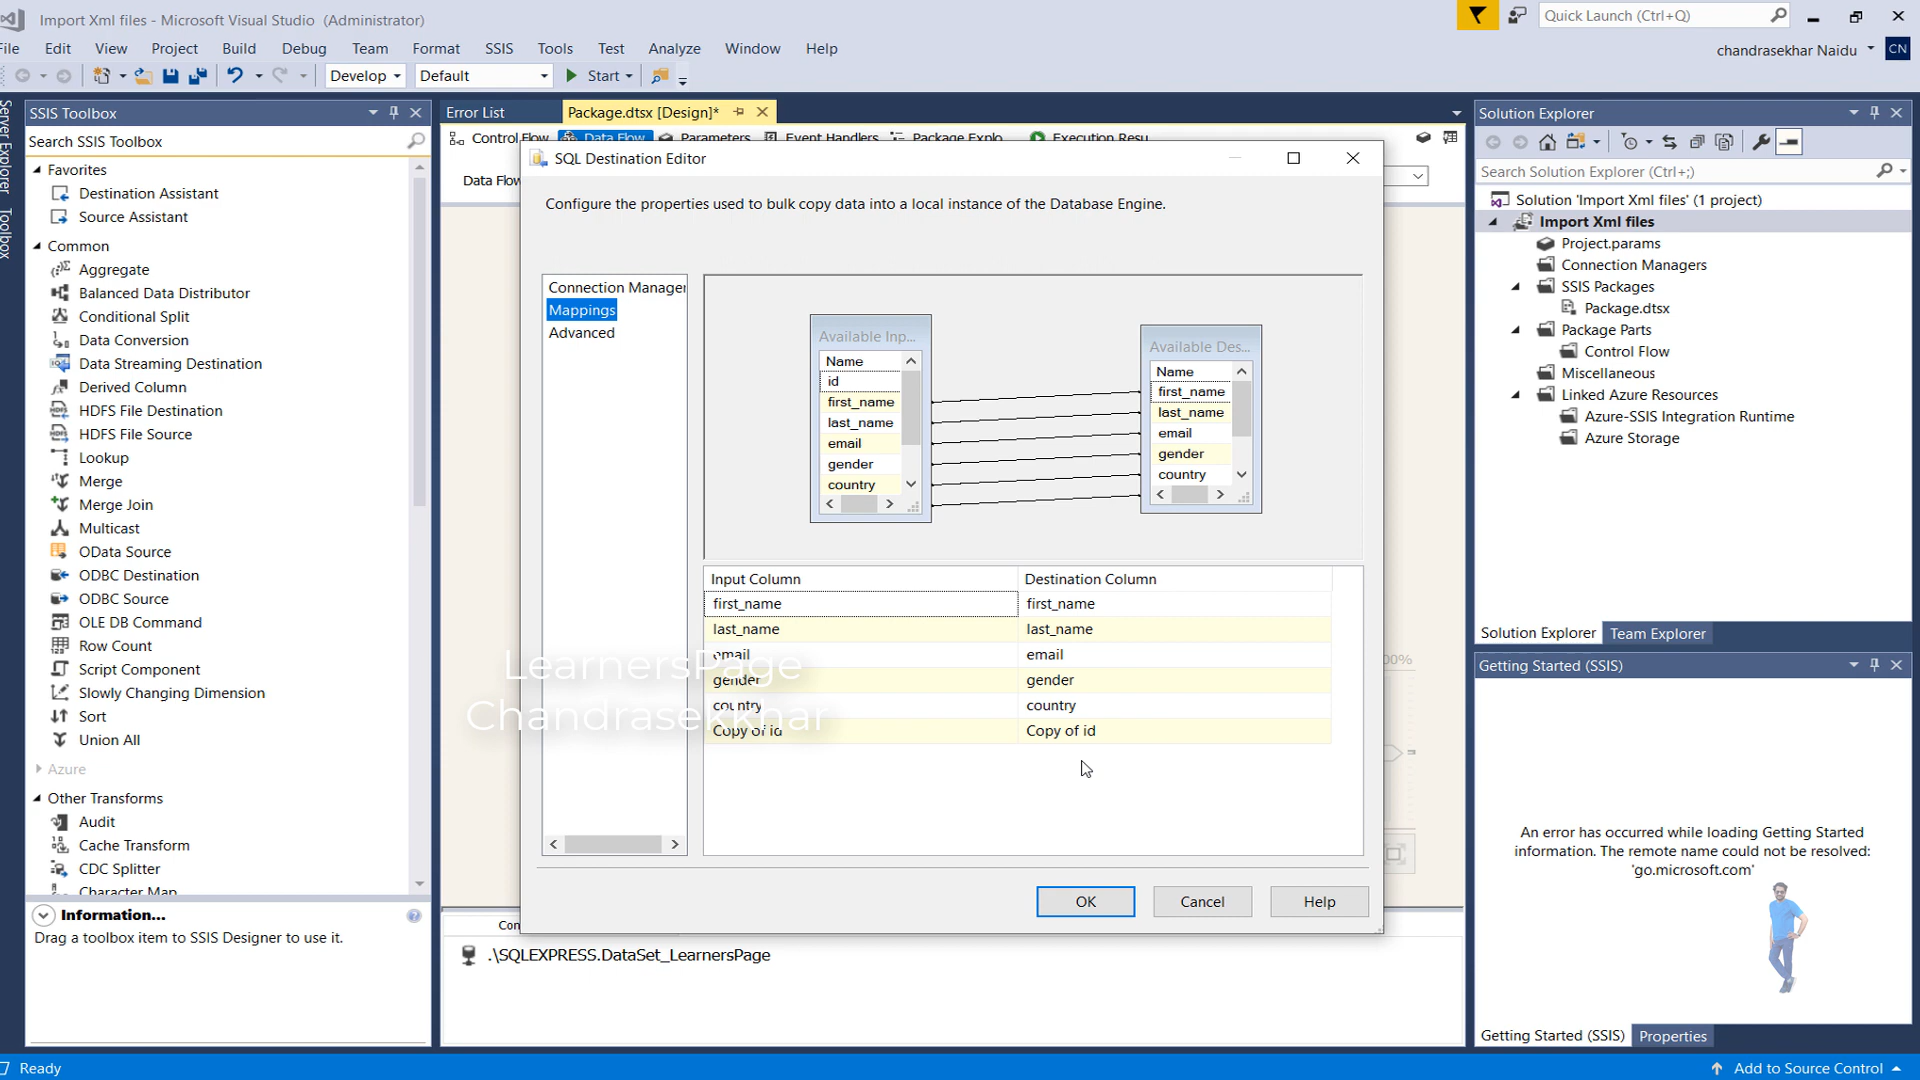 Import Xml files - Microsoft Visual Studio (Administrator)
Quick Launch (Ctrl+Q)
File Edit View Project Build Debug Team Format SSIS Tools Test Analyze Window Help
chandrasekhar Naidu
CN
Develop
Default
Start
Server Explorer
Toolbox
SSIS Toolbox
Search SSIS Toolbox
Favorites
Destination Assistant
Source Assistant
Common
Aggregate
Balanced Data Distributor
Conditional Split
Data Conversion
Data Streaming Destination
Derived Column
HDFS File Destination
HDFS File Source
Lookup
Merge
Merge Join
Multicast
OData Source
ODBC Destination
ODBC Source
OLE DB Command
Row Count
Script Component
Slowly Changing Dimension
Sort
Union All
Azure
Other Transforms
Audit
Cache Transform
CDC Splitter
Character Map
Information...
Drag a toolbox item to SSIS Designer to use it.
Error List
Package.dtsx [Design]*
Control Flow
Data Flow
Parameters
Event Handlers
Package Explo
Execution Resu
Data Flow
SQL Destination Editor
Configure the properties used to bulk copy data into a local instance of the Database Engine.
Connection Manager
Mappings
Advanced
Available Inp...
Name
id
first_name
last_name
email
gender
country
Available Des...
Name
first_name
last_name
email
gender
country
Input Column Destination Column
first_name first_name
last_name last_name
email email
gender gender
country country
Copy of id Copy of id
LearnersPage
Chandrasekkhar
OK
Cancel
Help
100%
Con
.\SQLEXPRESS.DataSet_LearnersPage
Solution Explorer
Search Solution Explorer (Ctrl+;)
Solution 'Import Xml files' (1 project)
Import Xml files
Project.params
Connection Managers
SSIS Packages
Package.dtsx
Package Parts
Control Flow
Miscellaneous
Linked Azure Resources
Azure-SSIS Integration Runtime
Azure Storage
Solution Explorer
Team Explorer
Getting Started (SSIS)
An error has occurred while loading Getting Started
information. The remote name could not be resolved:
'go.microsoft.com'
Getting Started (SSIS)
Properties
Ready
Add to Source Control